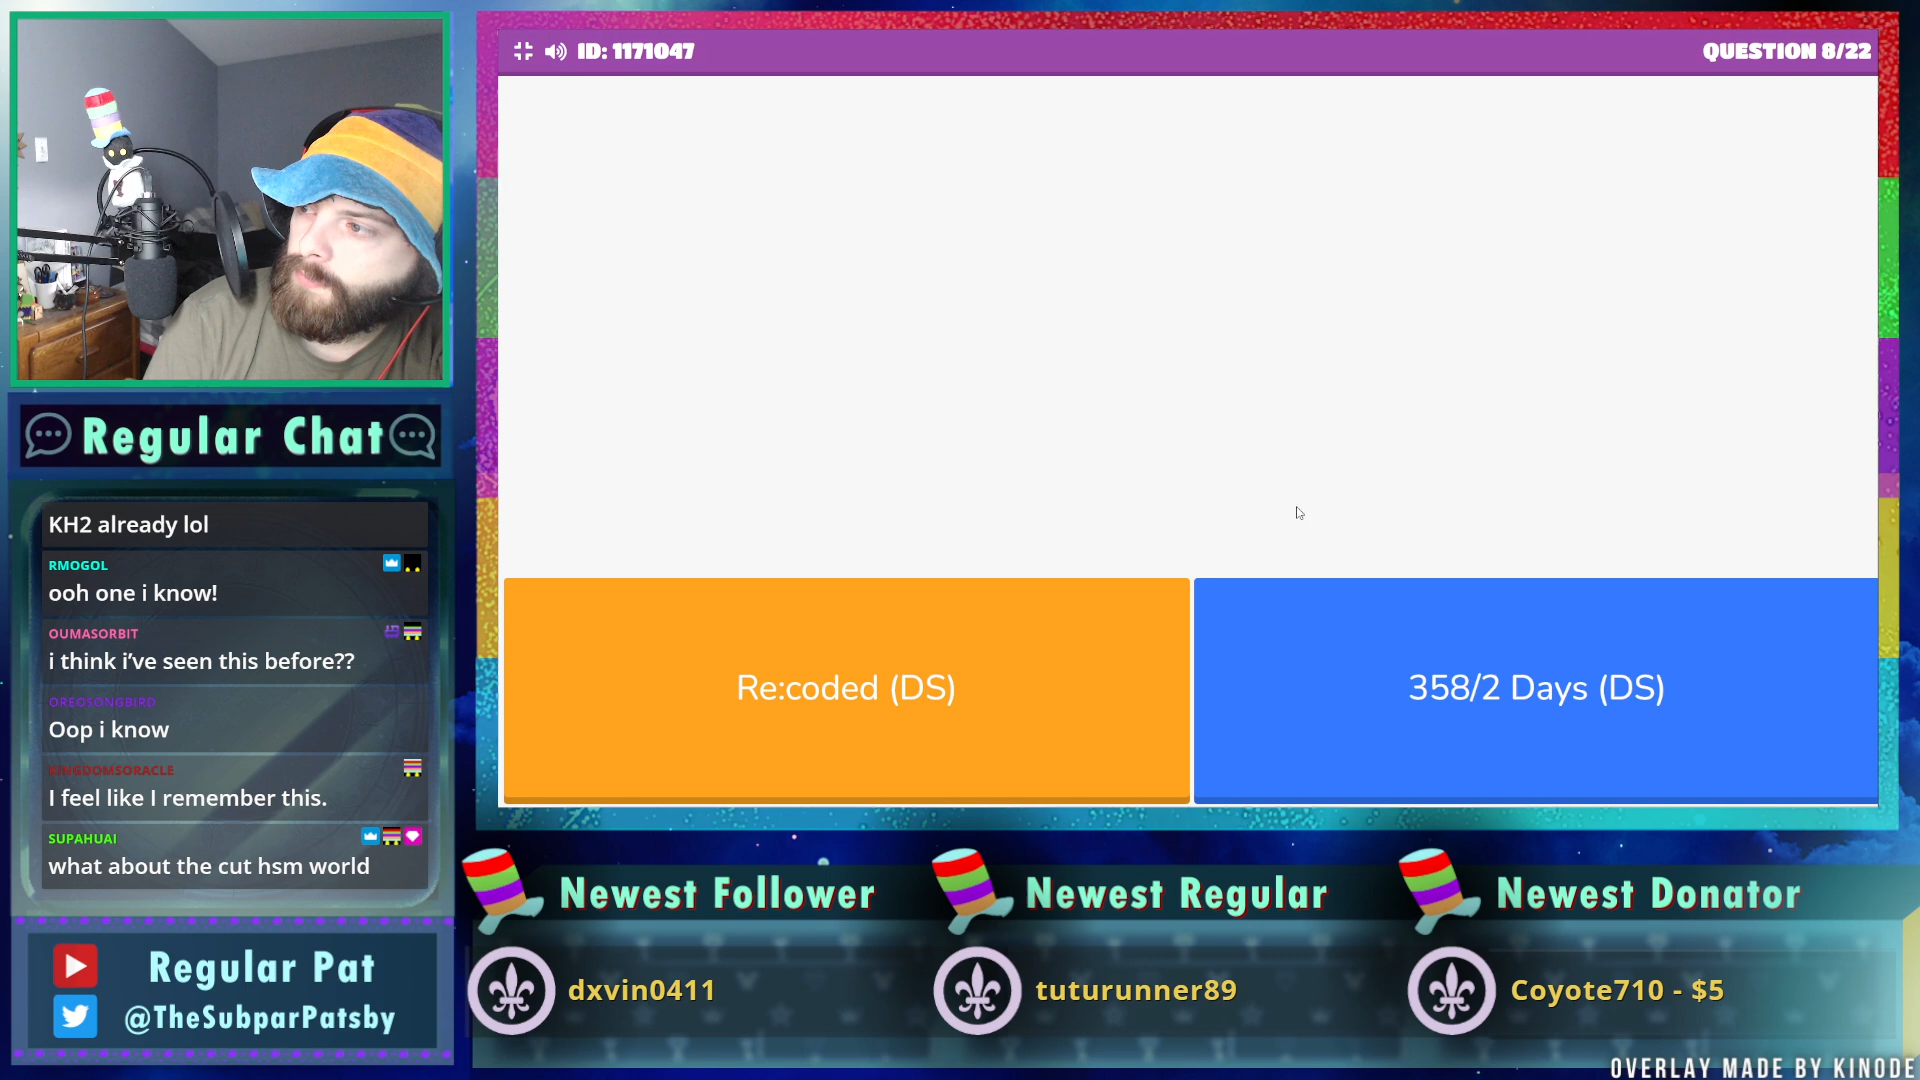 ID: 1171047
QUESTION 8/22
Re:coded (DS)
358/2 Days (DS)
Regular Chat
KH2 already lol
RMOGOL
ooh one i know!
OUMASORBIT
i think i've seen this before??
OREOSONGBIRD
Oop i know
KINGDOMSORACLE
I feel like I remember this.
SUPAHUAI
what about the cut hsm world
Regular Pat
@TheSubparPatsby
Newest Follower
dxvin0411
Newest Regular
tuturunner89
Newest Donator
Coyote710 - $5
OVERLAY MADE BY KINODE